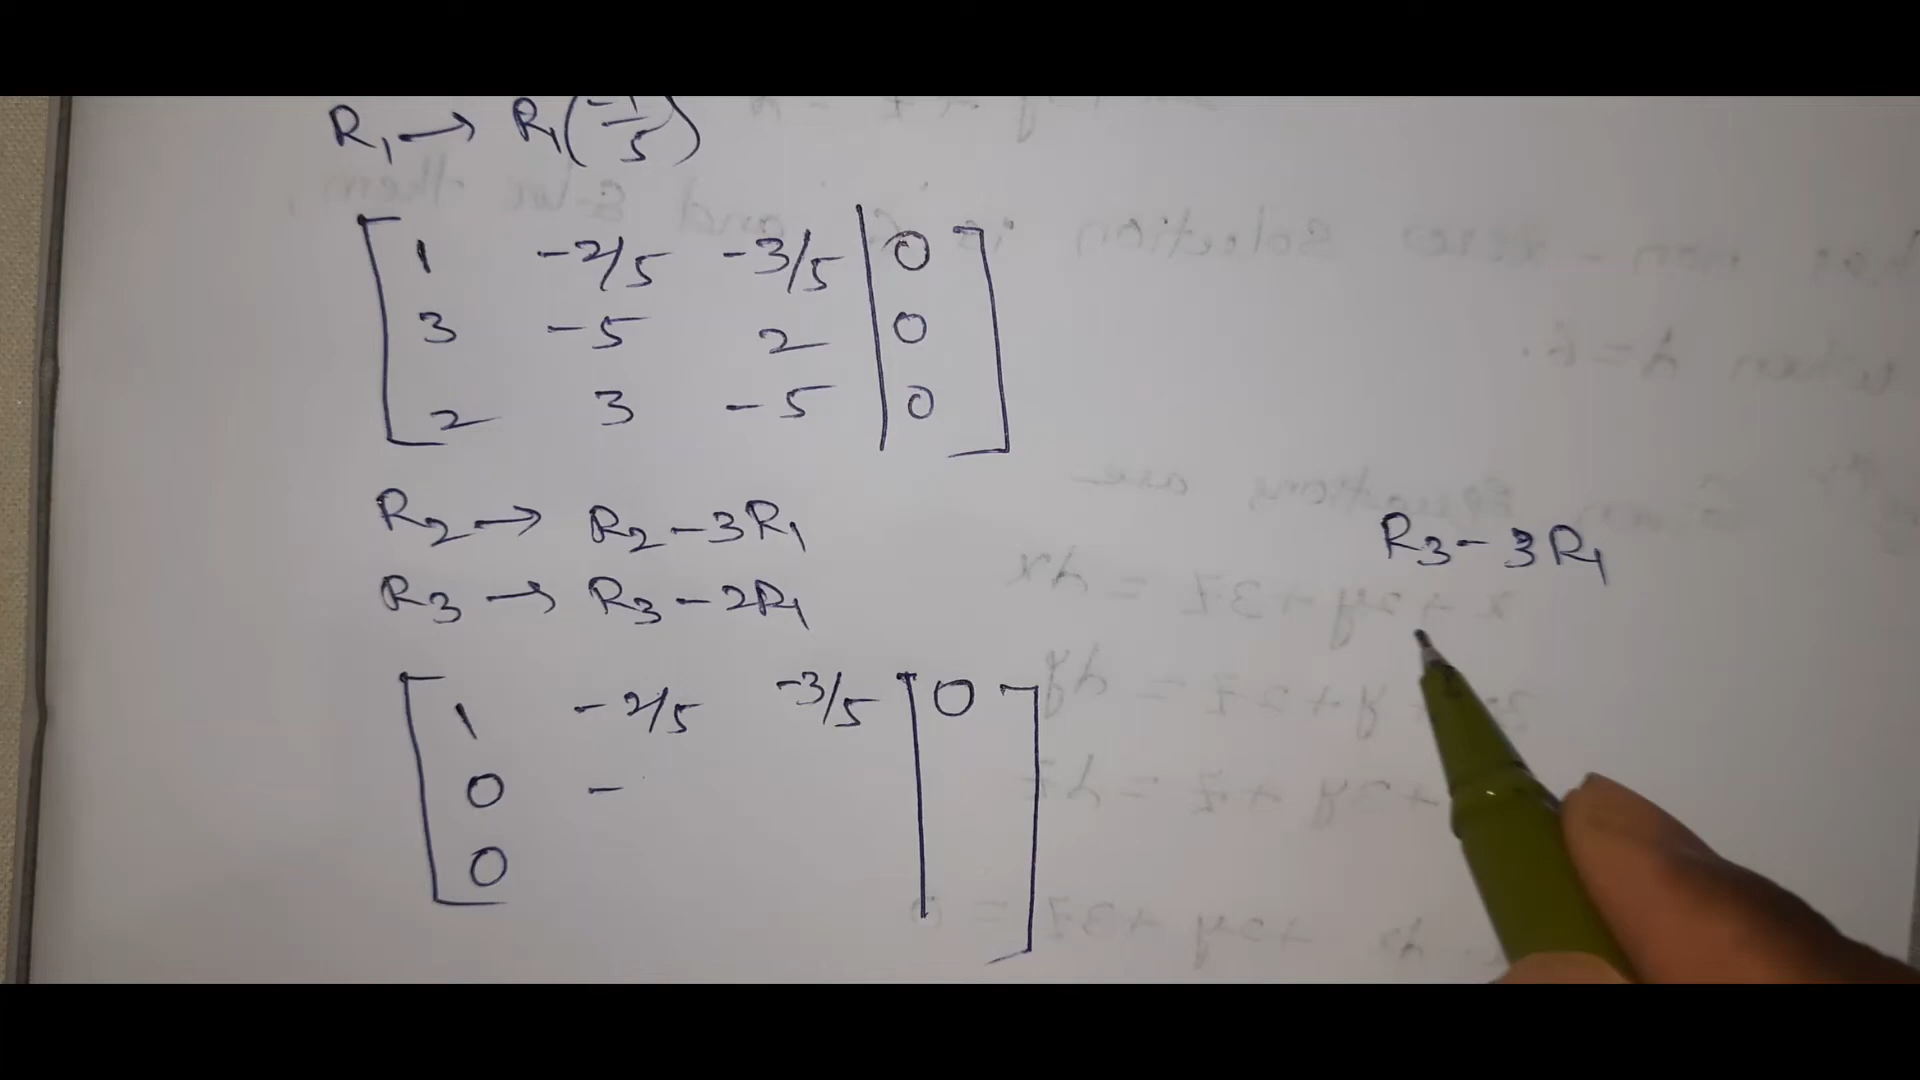 R₁ → R₁(-1/5)
1 -2/5 -3/5 | 0
3 -5 2 | 0
2 3 -5 | 0
R₂ → R₂ - 3R₁
R₃ → R₃ - 2R₁
R₃ - 3R₁
1 -2/5 -3/5 | 0
0 -
0